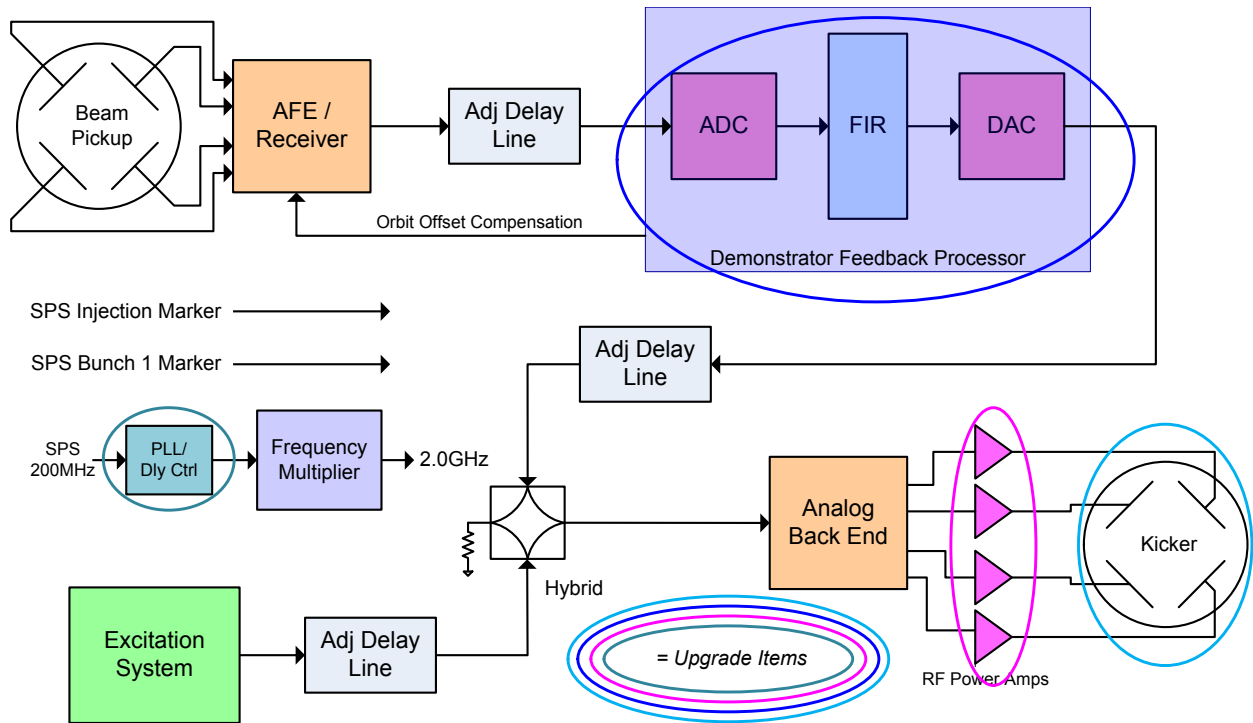 Beam
Pickup
AFE /
Receiver
Adj Delay
Line
ADC
FIR
DAC
Orbit Offset Compensation
Demonstrator Feedback Processor
SPS Injection Marker
SPS Bunch 1 Marker
Adj Delay
Line
SPS
200MHz
PLL/
Dly Ctrl
Frequency
Multiplier
2.0GHz
Analog
Back End
Kicker
Hybrid
Excitation
System
Adj Delay
Line
= Upgrade Items
RF Power Amps